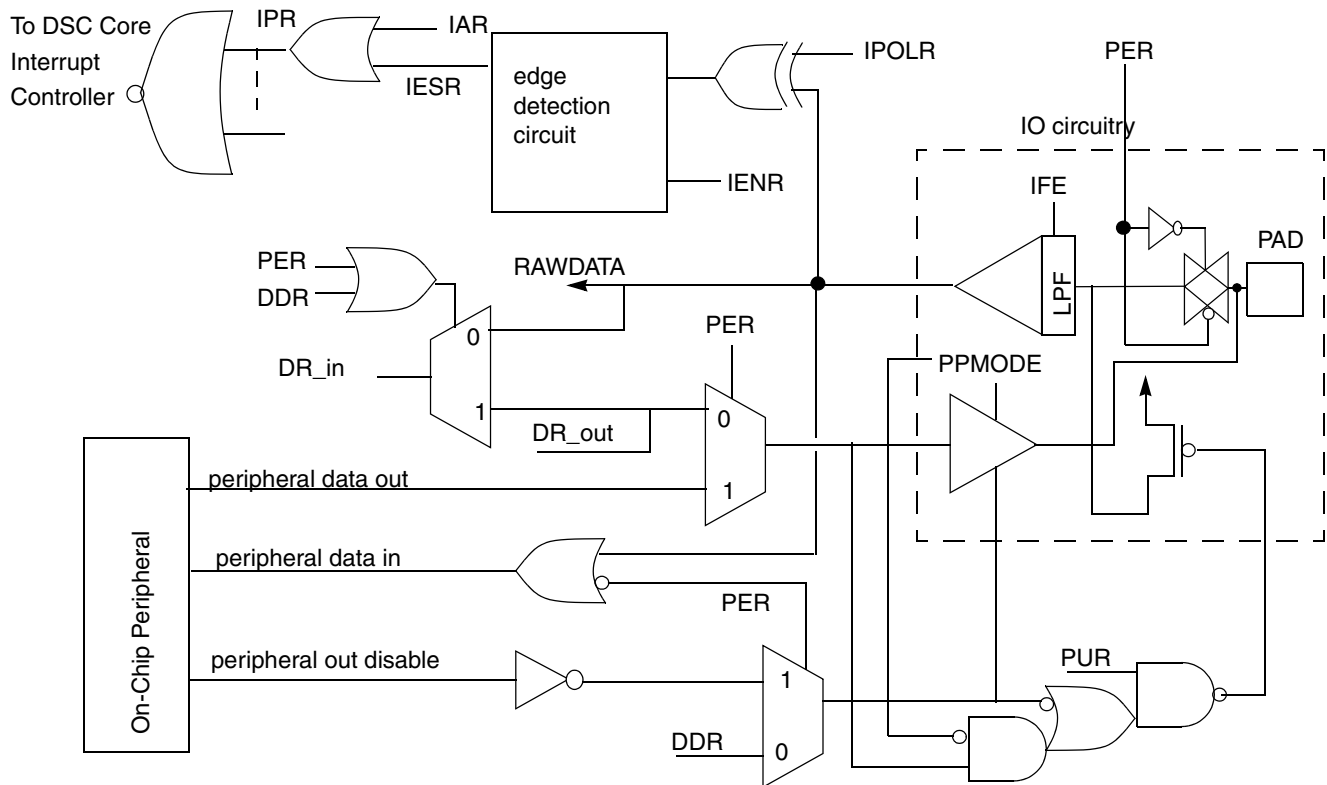 To DSC Core
Interrupt
Controller
IPR
IAR
IESR
edge
detection
circuit
IPOLR
IENR
PER
IO circuitry
IFE
LPF
PAD
PER
DDR
RAWDATA
0
1
DR_in
DR_out
PER
0
1
PPMODE
On-Chip Peripheral
peripheral data out
peripheral data in
PER
peripheral out disable
1
0
DDR
PUR